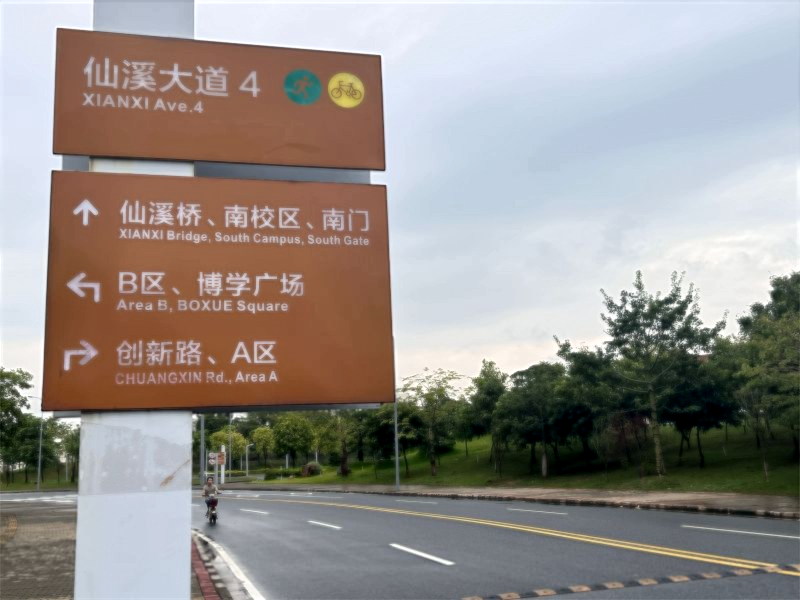 仙溪大道 4
XIANXI Ave.4
仙溪桥、南校区、南门
XIANXI Bridge, South Campus, South Gate
B区、博学广场
Area B, BOXUE Square
创新路、A区
CHUANGXIN Rd., Area A